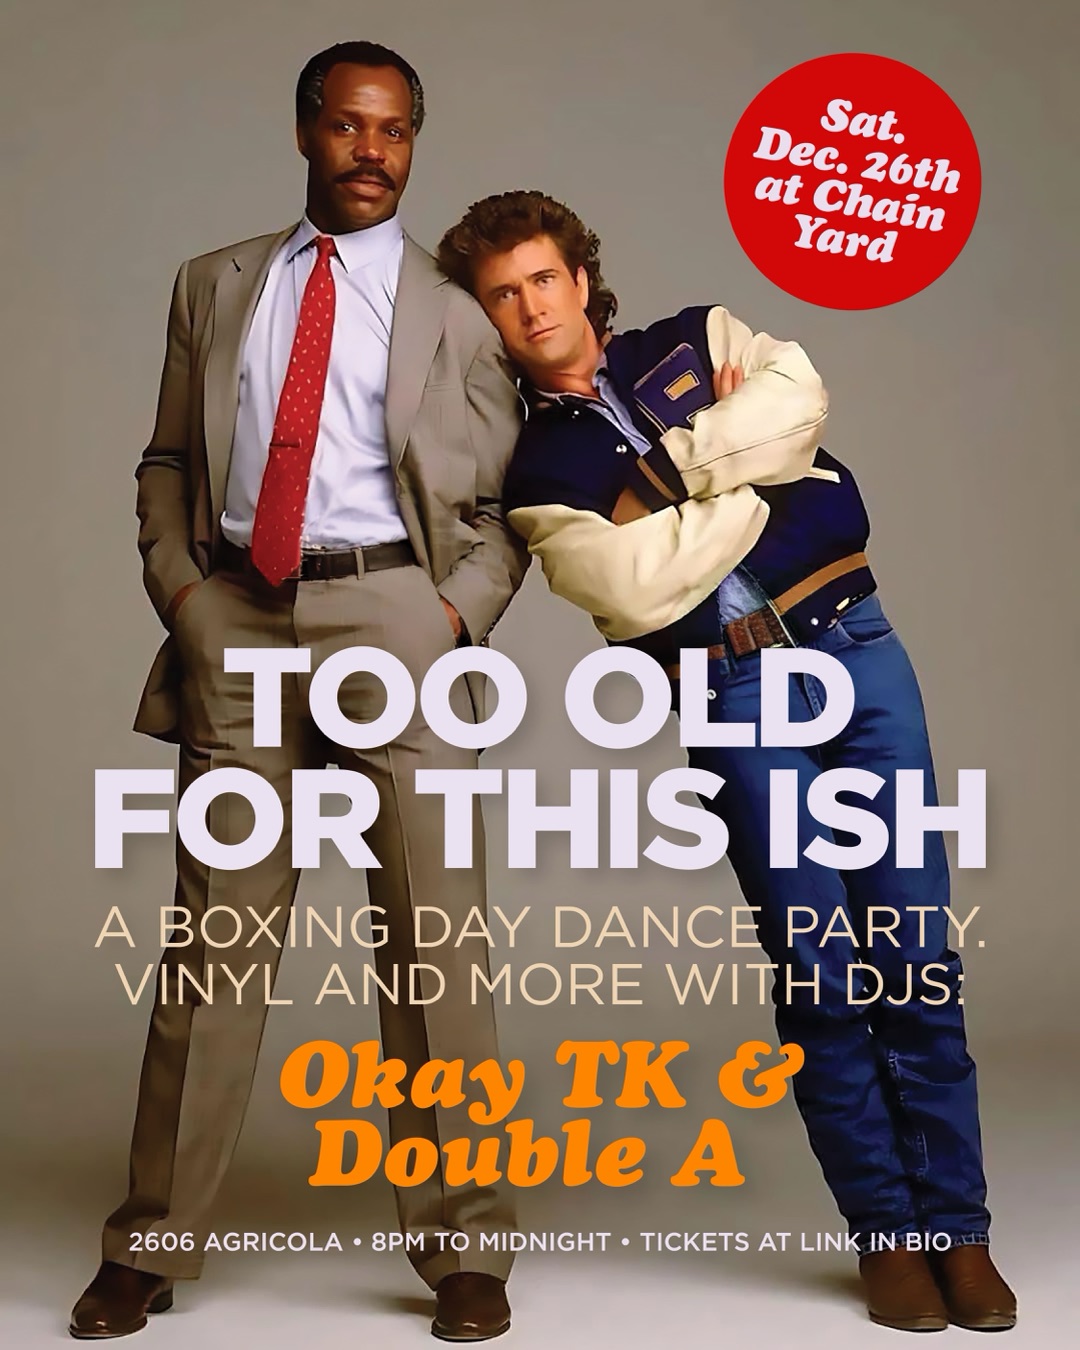 Sat.
Dec. 26th
at Chain
Yard
TOO OLD
FOR THIS ISH
A BOXING DAY DANCE PARTY.
VINYL AND MORE WITH DJS:
Okay TK &
Double A
2606 AGRICOLA • 8PM TO MIDNIGHT • TICKETS AT LINK IN BIO